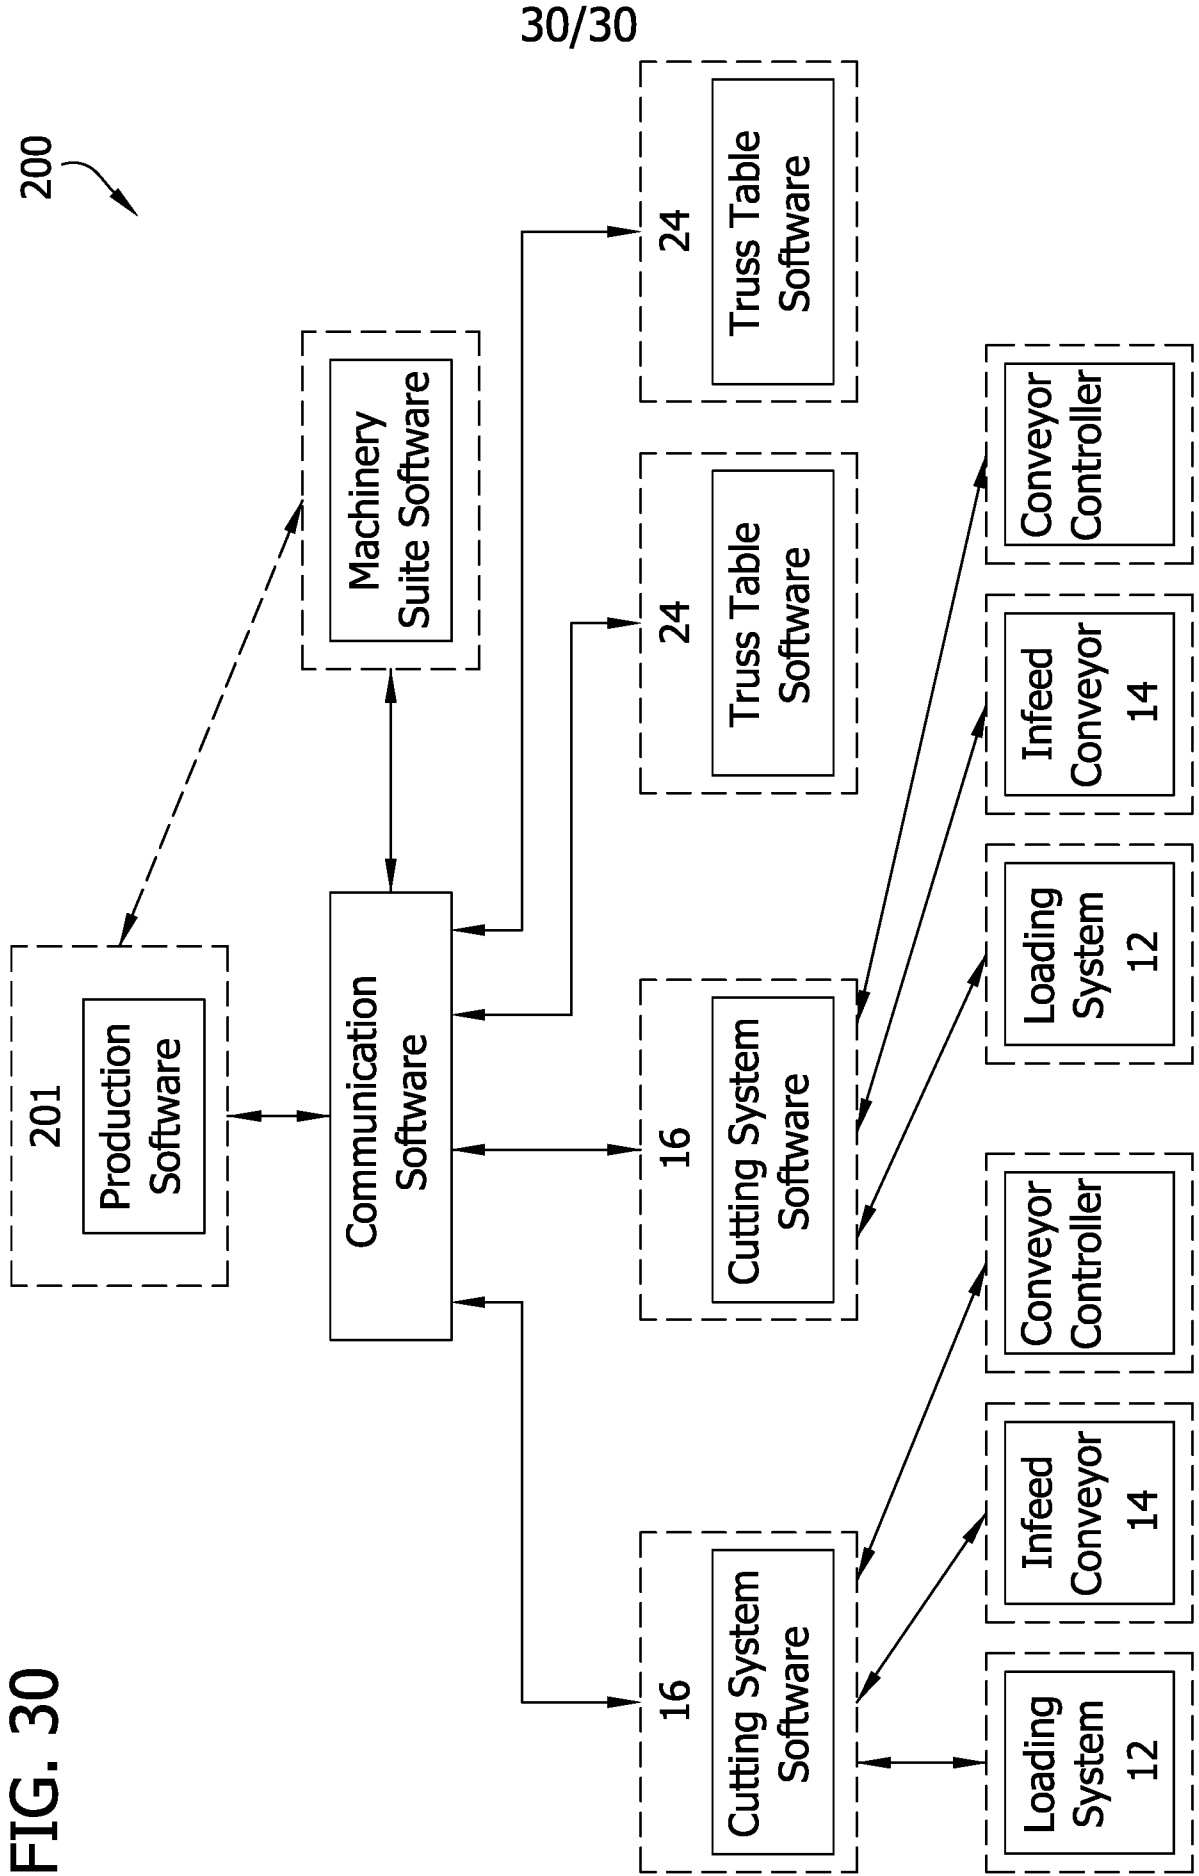 30/30
FIG. 30
200
201
Production
Software
Communication
Software
Machinery
Suite Software
16
Cutting System
Software
16
Cutting System
Software
24
Truss Table
Software
24
Truss Table
Software
Loading
System
12
Infeed
Conveyor
14
Conveyor
Controller
Loading
System
12
Infeed
Conveyor
14
Conveyor
Controller